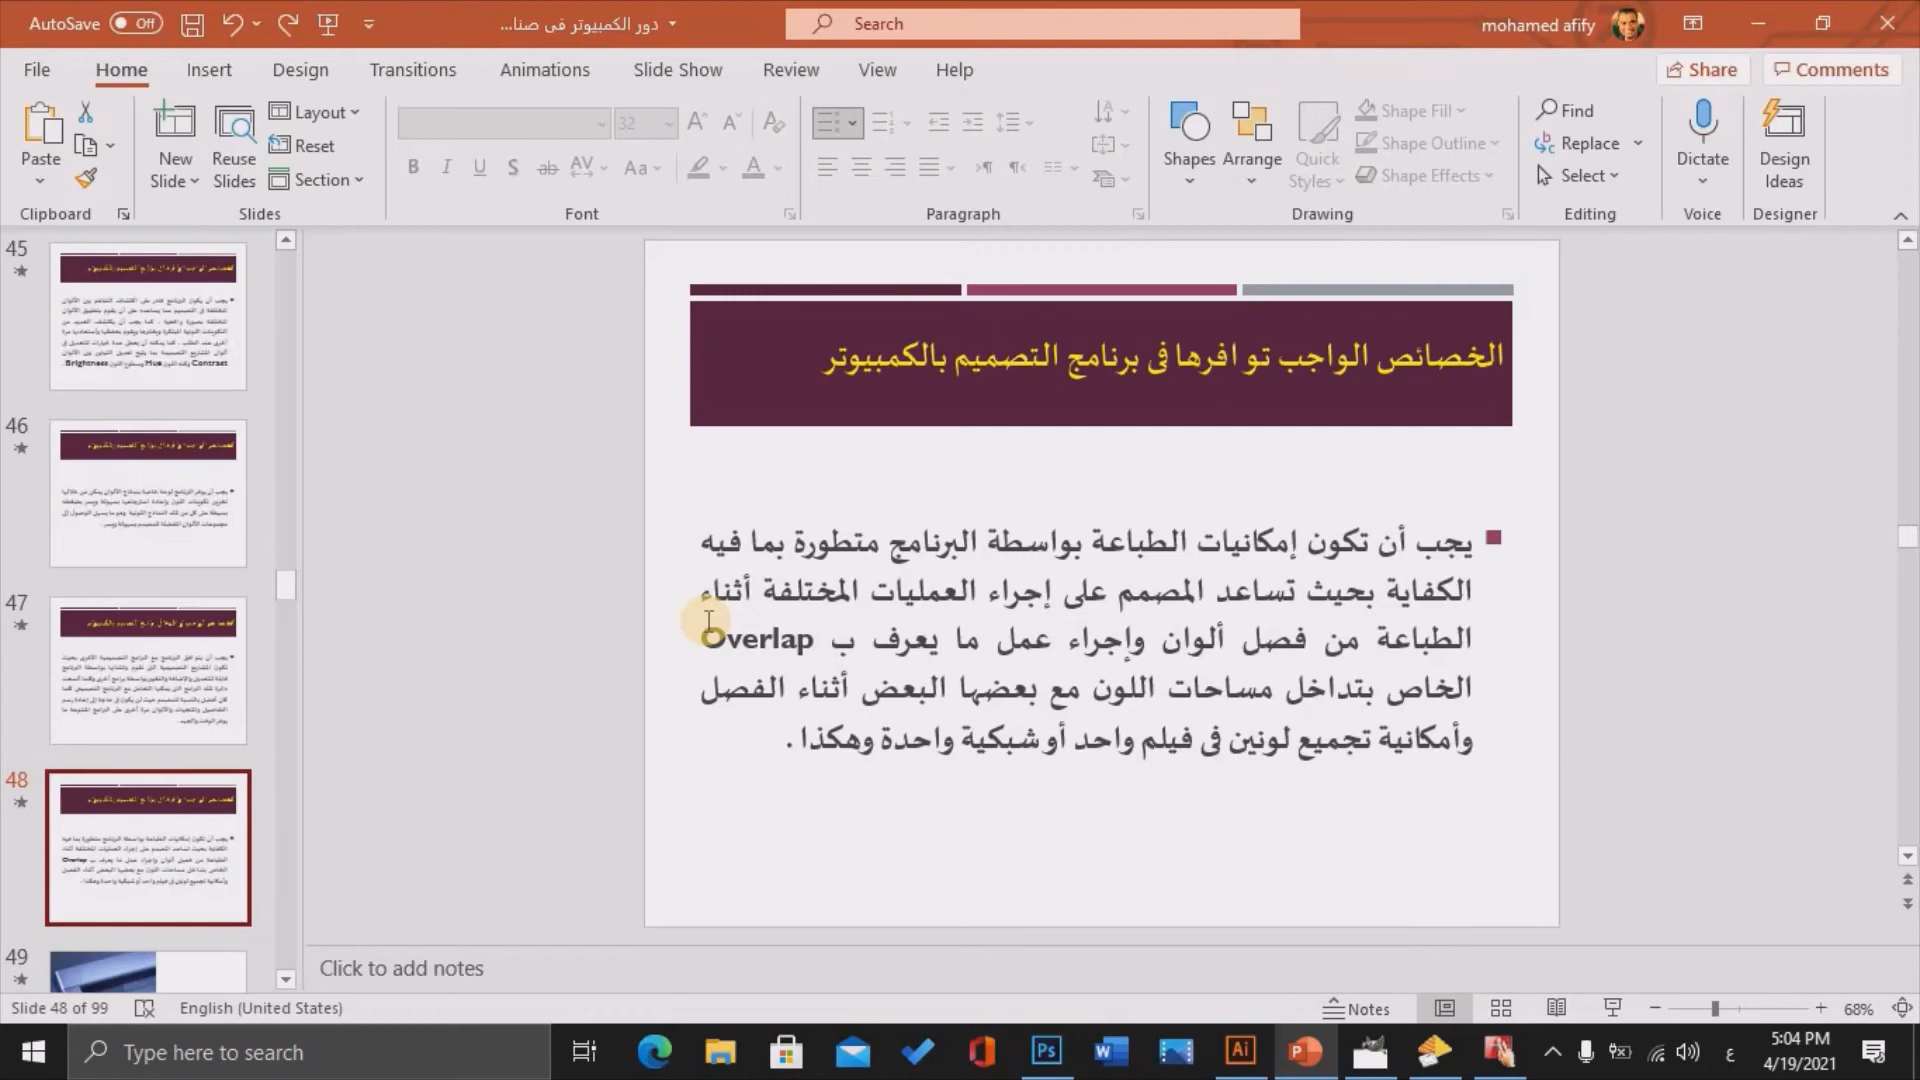 AutoSave Off
دور الكمبيوتر فى صنا...
Search
mohamed afify
File Home Insert Design Transitions Animations Slide Show Review View Help
Share Comments
Paste
New Slide
Reuse Slides
Layout
Reset
Section
32
Shapes
Arrange
Quick Styles
Shape Fill
Shape Outline
Shape Effects
Find
Replace
Select
Dictate
Design Ideas
Clipboard Slides Font Paragraph Drawing Editing Voice Designer
45
46
47
48
49
الخصائص الواجب توافرها فى برنامج التصميم بالكمبيوتر
يجب أن تكون إمكانيات الطباعة بواسطة البرنامج متطورة بما فيه
الكفاية بحيث تساعد المصمم على إجراء العمليات المختلفة أثناء
الطباعة من فصل ألوان وإجراء عمل ما يعرف ب Overlap
الخاص بتداخل مساحات اللون مع بعضها البعض أثناء الفصل
وأمكانية تجميع لونين فى فيلم واحد أو شبكية واحدة وهكذا .
Click to add notes
Slide 48 of 99 English (United States) Notes 68%
Type here to search
ع
5:04 PM
4/19/2021